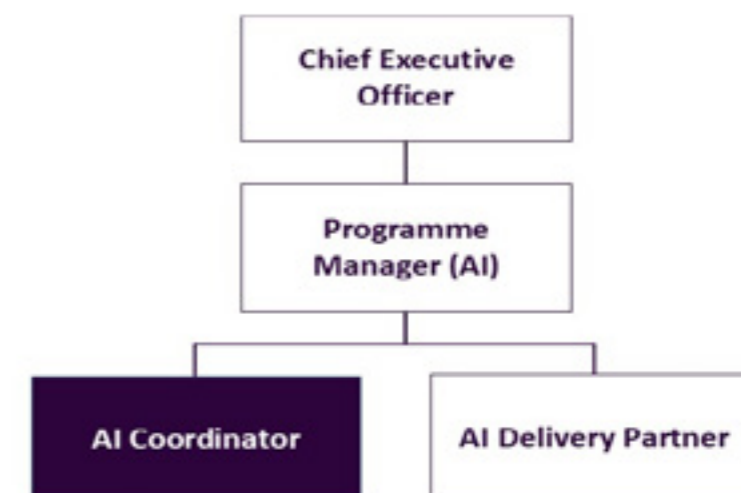 Chief Executive
Officer
Programme
Manager (AI)
AI Coordinator
AI Delivery Partner